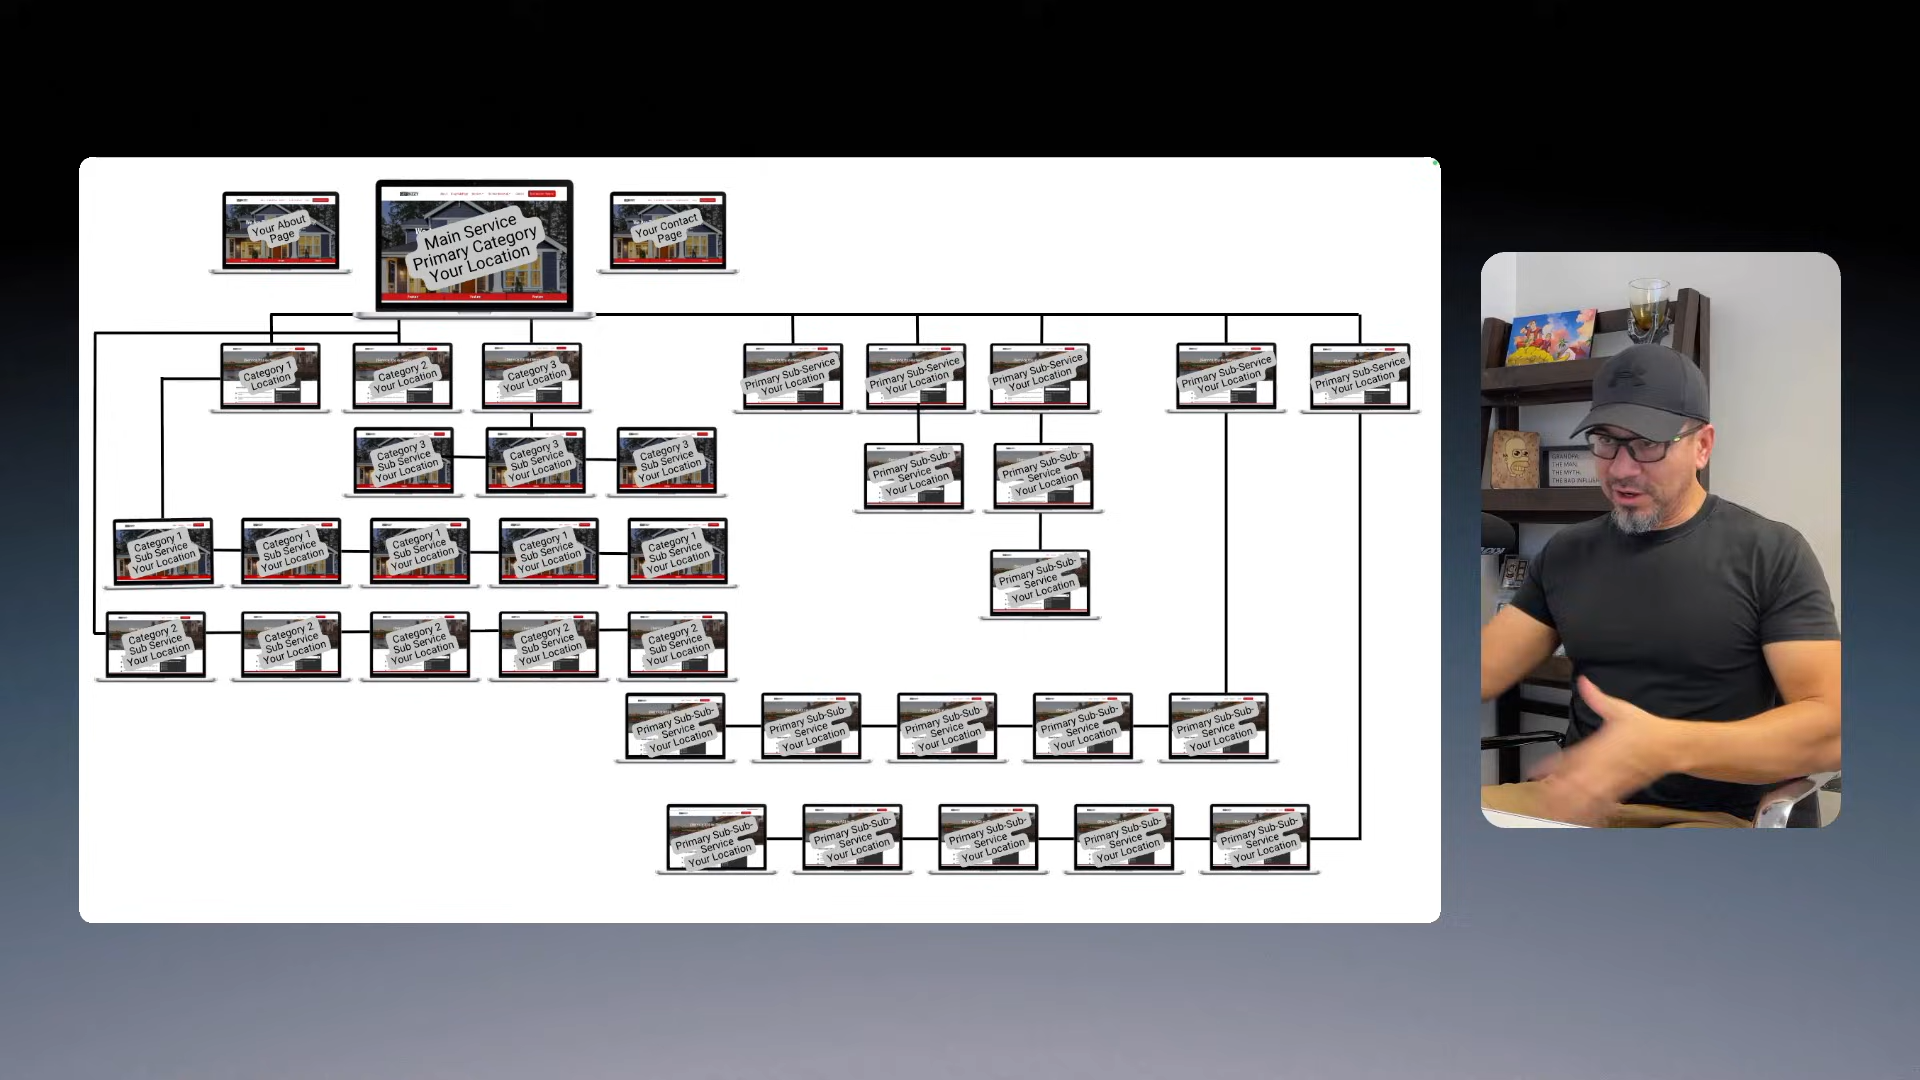 Your About
Page
Main Service
Primary Category
Your Location
Your Contact
Page
Category 1
Location
Category 2
Your Location
Category 3
Your Location
Primary Sub-Service
Your Location
Primary Sub-Service
Your Location
Primary Sub-Service
Your Location
Primary Sub-Service
Your Location
Primary Sub-Service
Your Location
Category 3
Sub Service
Your Location
Category 3
Sub Service
Your Location
Category 3
Sub Service
Your Location
Primary Sub-Sub-
Service
Your Location
Primary Sub-Sub-
Service
Your Location
Category 1
Sub Service
Your Location
Category 1
Sub Service
Your Location
Category 1
Sub Service
Your Location
Category 1
Sub Service
Your Location
Category 1
Sub Service
Your Location
Primary Sub-Sub-
Service
Your Location
Category 2
Sub Service
Your Location
Category 2
Sub Service
Your Location
Category 2
Sub Service
Your Location
Category 2
Sub Service
Your Location
Category 2
Sub Service
Your Location
Primary Sub-Sub-
Service
Your Location
Primary Sub-Sub-
Service
Your Location
Primary Sub-Sub-
Service
Your Location
Primary Sub-Sub-
Service
Your Location
Primary Sub-Sub-
Service
Your Location
Primary Sub-Sub-
Service
Your Location
Primary Sub-Sub-
Service
Your Location
Primary Sub-Sub-
Service
Your Location
Primary Sub-Sub-
Service
Your Location
Primary Sub-Sub-
Service
Your Location
GRANDPA
THE MAN
THE MYTH
THE BAD INFLUE